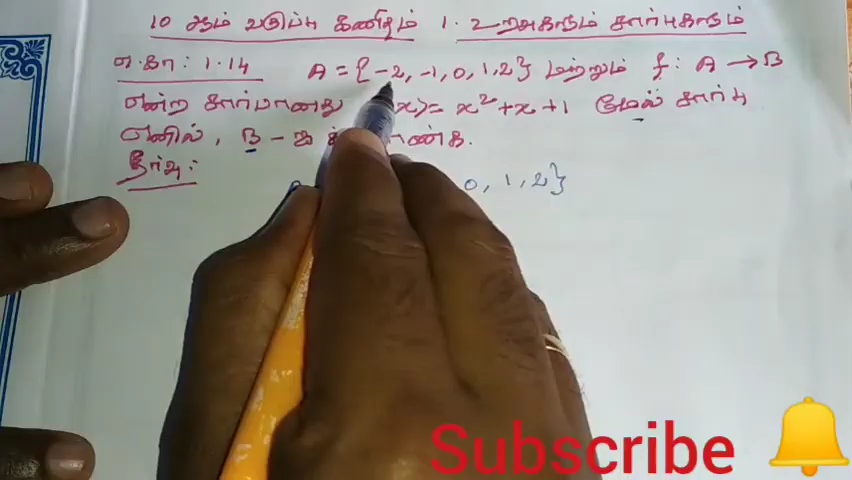 10 ஆம் வகுப்பு கணிதம் 1. உறவுகளும் சார்புகளும்
எ.கா: 1.14 A = {-2, -1, 0, 1, 2} மற்றும் f: A → B
என்ற சார்பானது (x) = x² + x + 1 மேல் சார்பு
எனில், B - ஐ காண்க.
தீர்வு:
0, 1, 2}
Subscribe